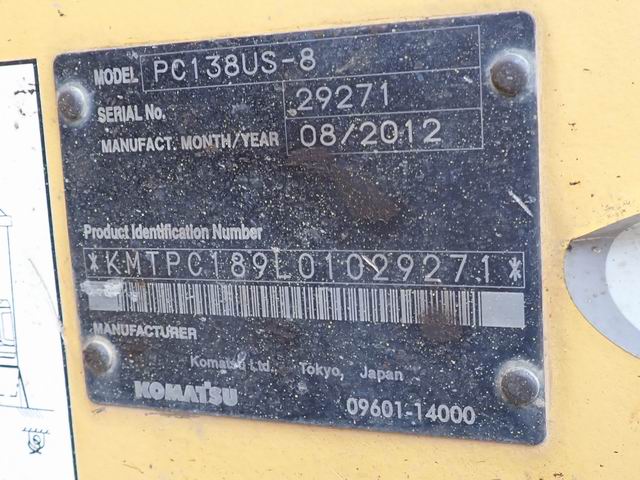 MODEL PC138US-8
SERIAL No. 29271
MANUFACT. MONTH/YEAR 08/2012
Product Identification Number
*KMTPC189L01029271*
MANUFACTURER
Komatsu Ltd., Tokyo, Japan
KOMATSU 09601-14000